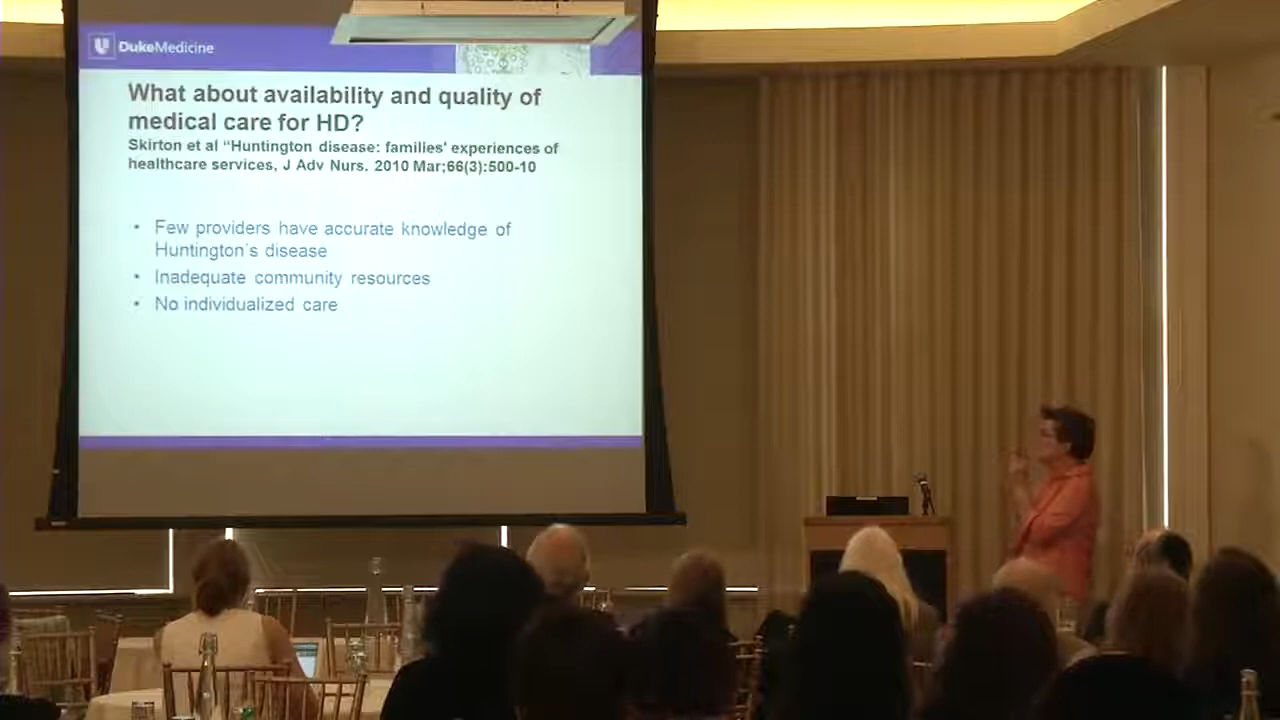 DukeMedicine
What about availability and quality of
medical care for HD?
Skirton et al “Huntington disease: families' experiences of
healthcare services, J Adv Nurs. 2010 Mar;66(3):500-10
• Few providers have accurate knowledge of
Huntington's disease
• Inadequate community resources
• No individualized care